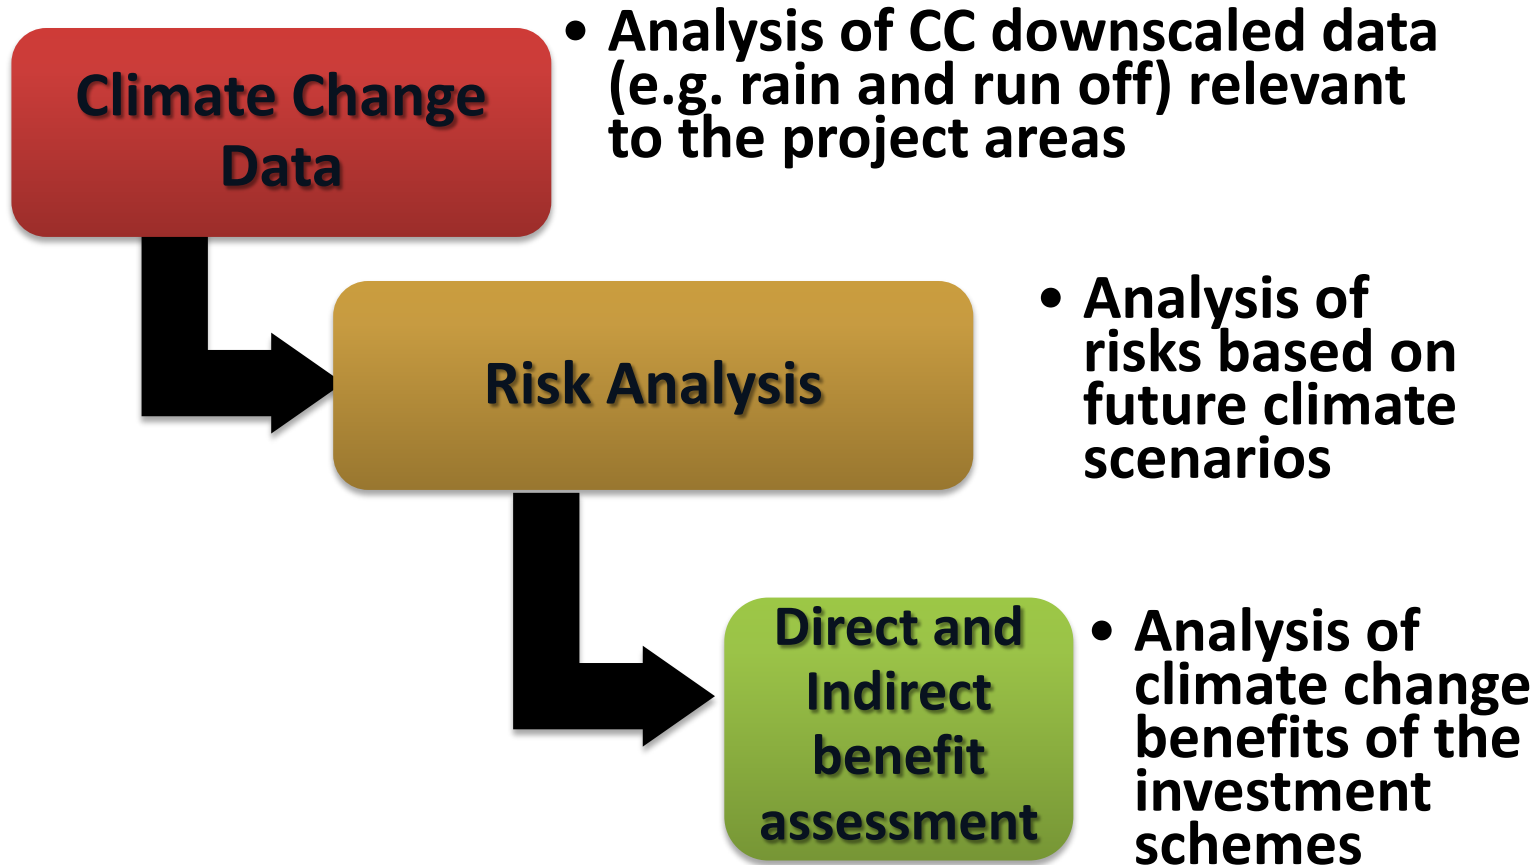 Climate Change
Data
• Analysis of CC downscaled data
(e.g. rain and run off) relevant
to the project areas
Risk Analysis
• Analysis of
risks based on
future climate
scenarios
Direct and
Indirect
benefit
assessment
• Analysis of
climate change
benefits of the
investment
schemes